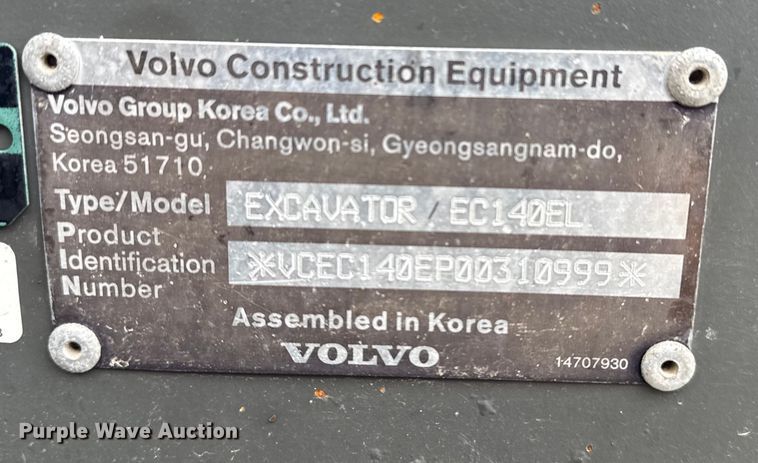 Volvo Construction Equipment
Volvo Group Korea Co., Ltd.
Seongsan-gu, Changwon-si, Gyeongsangnam-do,
Korea 51710
Type/Model EXCAVATOR / EC140EL
Product
Identification *VCEC140EP00310999*
Number
Assembled in Korea
VOLVO
14707930
Purple Wave Auction